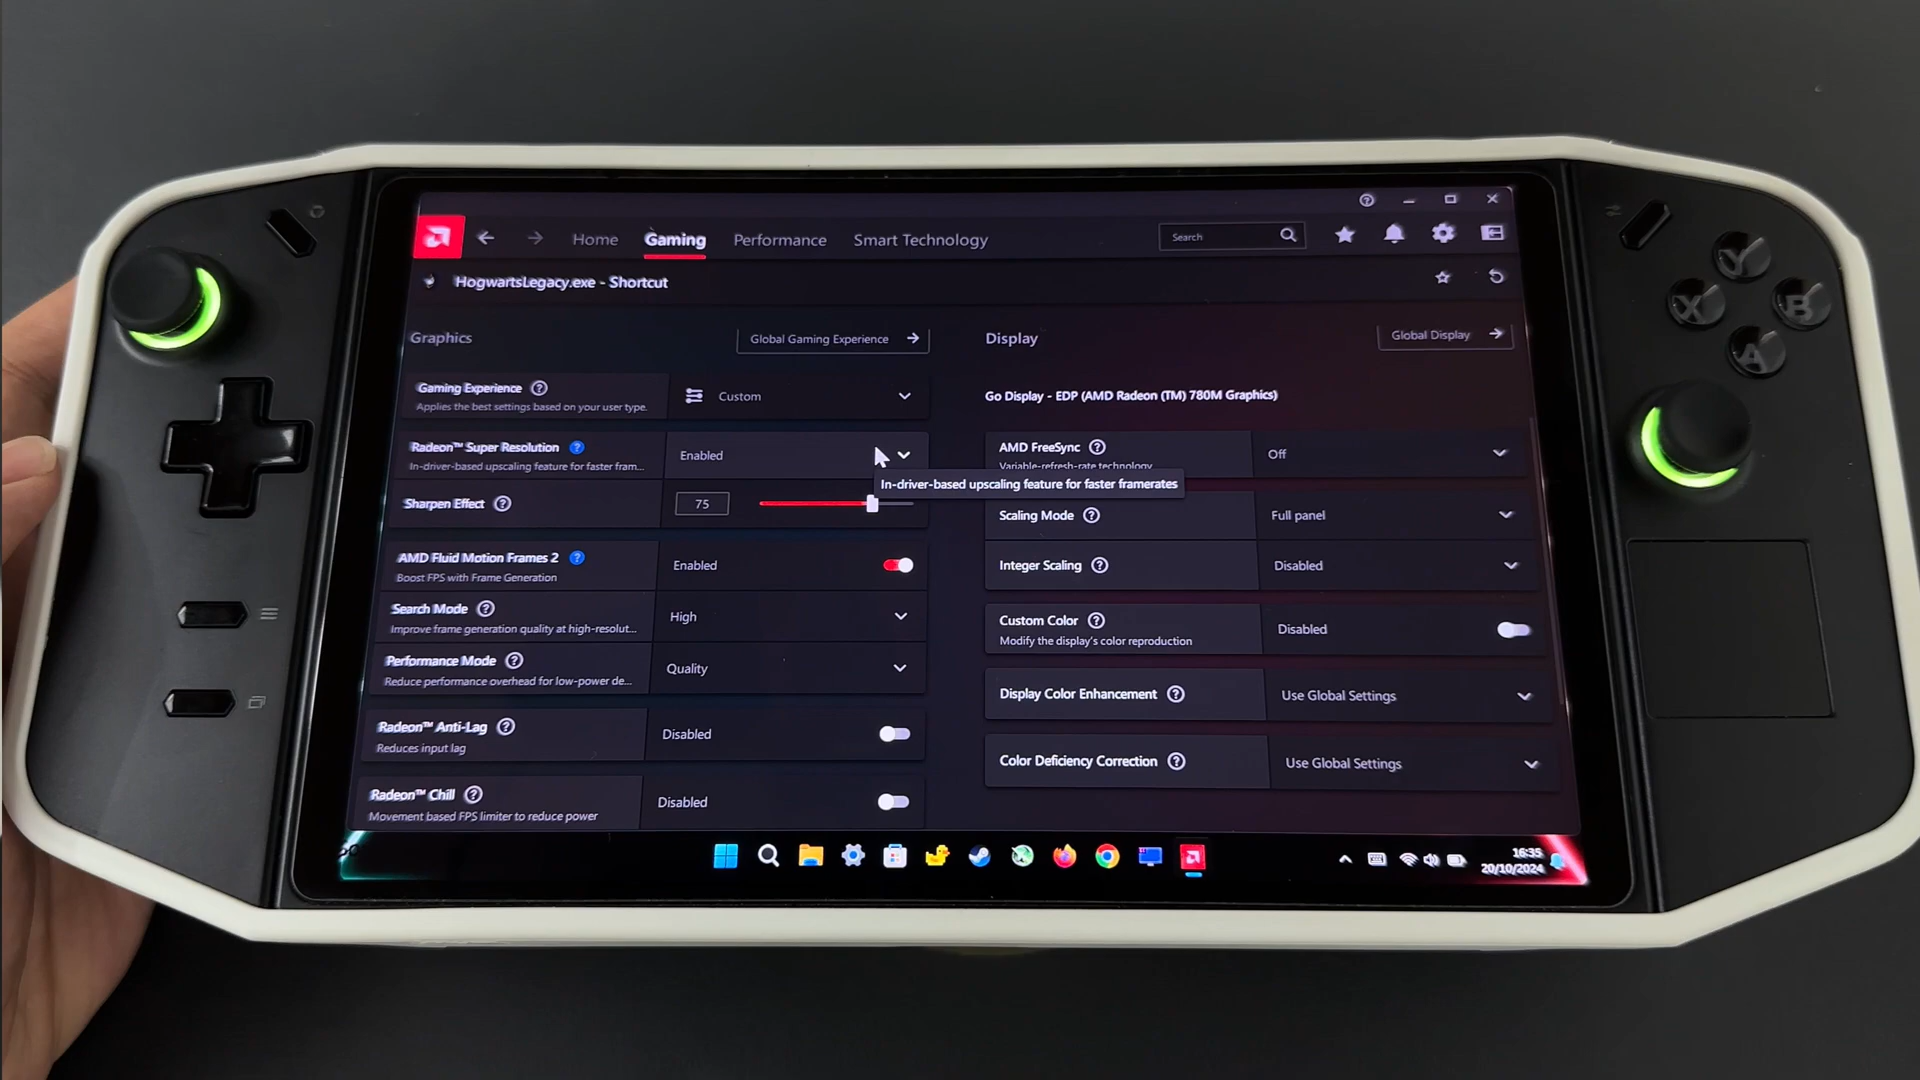 Home
Gaming
Performance
Smart Technology
Search
HogwartsLegacy.exe - Shortcut
Graphics
Global Gaming Experience
Gaming Experience
Applies the best settings based on your user type.
Custom
Radeon™ Super Resolution
In-driver-based upscaling feature for faster fram...
Enabled
In-driver-based upscaling feature for faster framerates
Sharpen Effect
75
AMD Fluid Motion Frames 2
Boost FPS with Frame Generation
Enabled
Search Mode
Improve frame generation quality at high-resolut...
High
Performance Mode
Reduce performance overhead for low-power de...
Quality
Radeon™ Anti-Lag
Reduces input lag
Disabled
Radeon™ Chill
Movement based FPS limiter to reduce power
Disabled
Display
Global Display
Go Display - EDP (AMD Radeon (TM) 780M Graphics)
AMD FreeSync
Variable-refresh-rate technology
Off
Scaling Mode
Full panel
Integer Scaling
Disabled
Custom Color
Modify the display's color reproduction
Disabled
Display Color Enhancement
Use Global Settings
Color Deficiency Correction
Use Global Settings
16:35
20/10/2024
Y
X
B
A